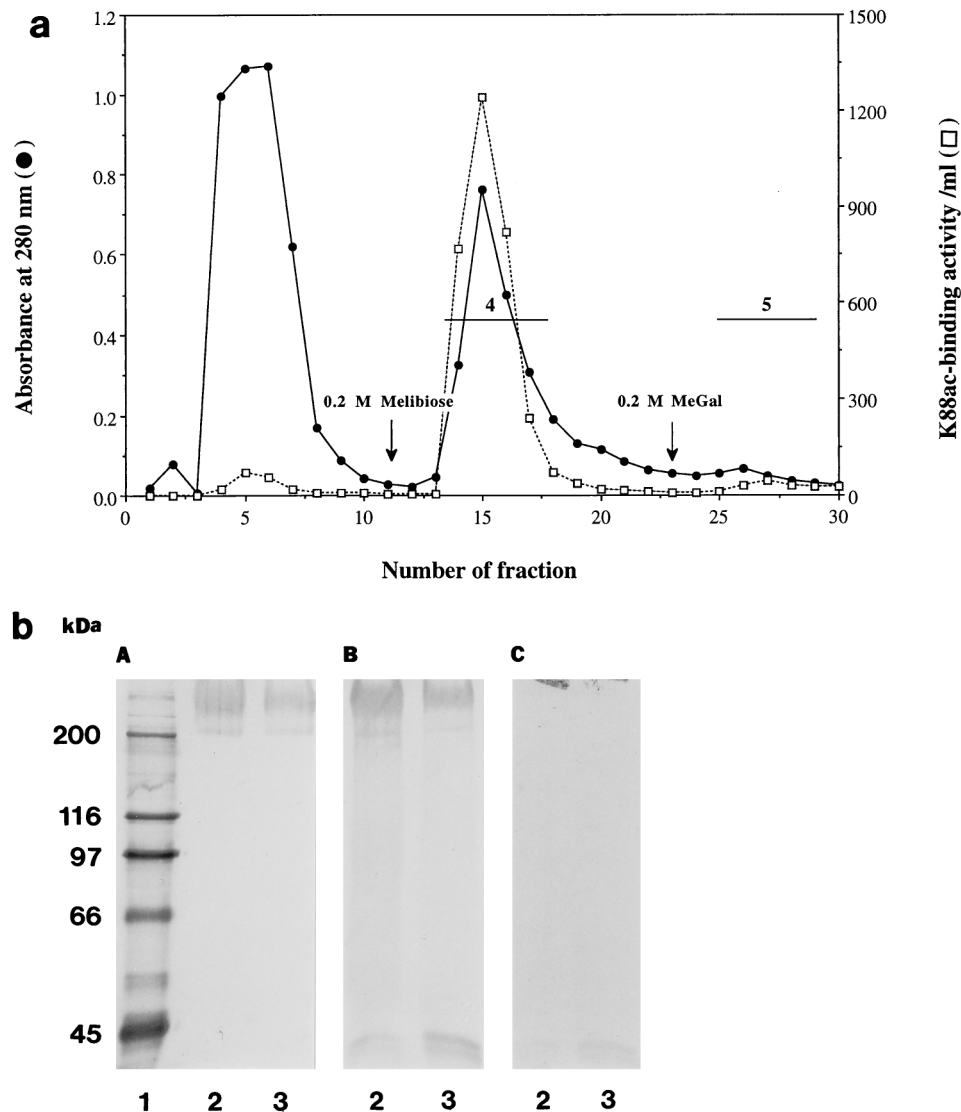 a
Absorbance at 280 nm (●)
1.2
1.0
0.8
0.6
0.4
0.2
0.0
0 5 10 15 20 25 30
Number of fraction
0.2 M Melibiose
4
0.2 M MeGal
5
1500
1200
900
600
300
0
K88ac-binding activity /ml (□)
b kDa
A B C
200
116
97
66
45
1 2 3 2 3 2 3